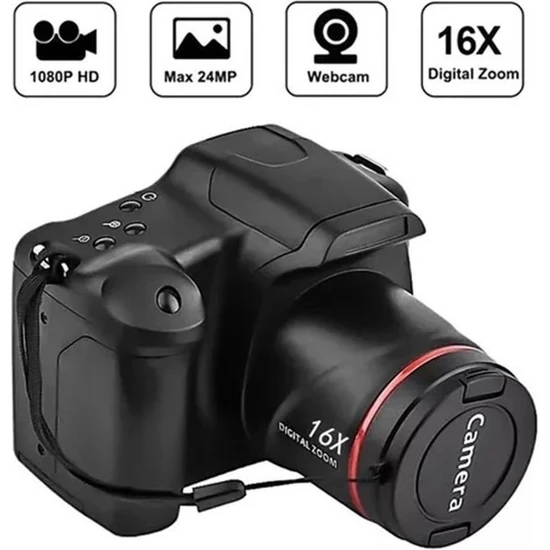 1080P HD
Max 24MP
Webcam
16X
Digital Zoom
16X
DIGITAL ZOOM
Camera